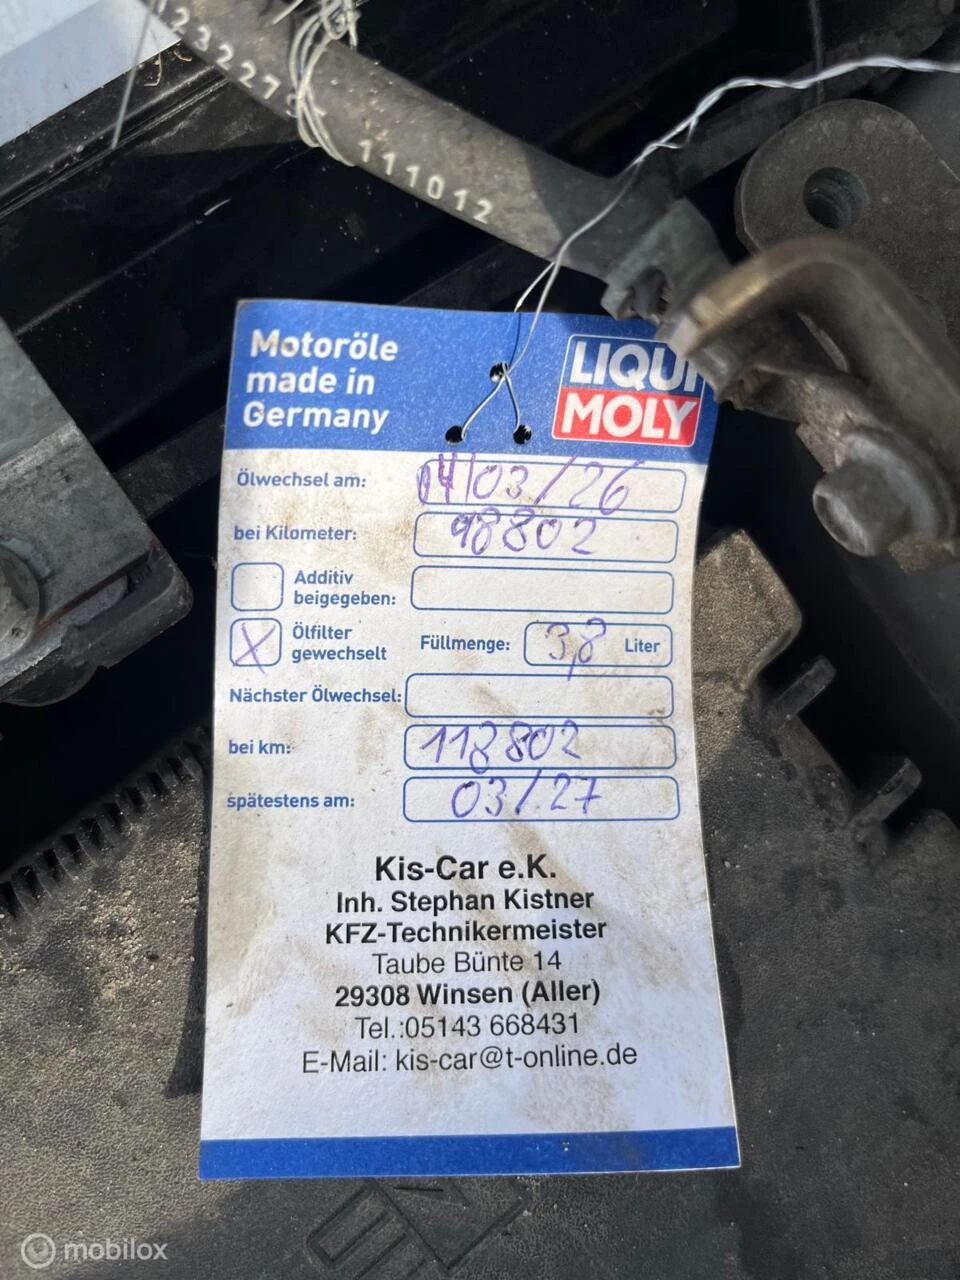 23227
111012
Motoröle
made in
Germany
LIQUI
MOLY
Ölwechsel am: 04/03/26
bei Kilometer: 98802
Additiv
beigegeben:
X Ölfilter
gewechselt
Füllmenge: 3,8 Liter
Nächster Ölwechsel:
bei km: 118802
spätestens am: 03/27
Kis-Car e.K.
Inh. Stephan Kistner
KFZ-Technikermeister
Taube Bünte 14
29308 Winsen (Aller)
Tel.:05143 668431
E-Mail: kis-car@t-online.de
mobilox